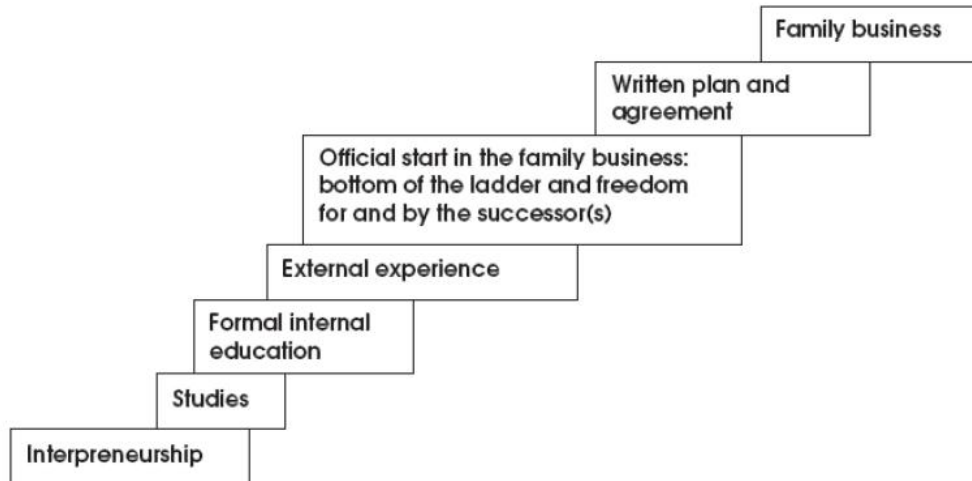 Family business
Written plan and
agreement
Official start in the family business:
bottom of the ladder and freedom
for and by the successor(s)
External experience
Formal internal
education
Studies
Interpreneurship